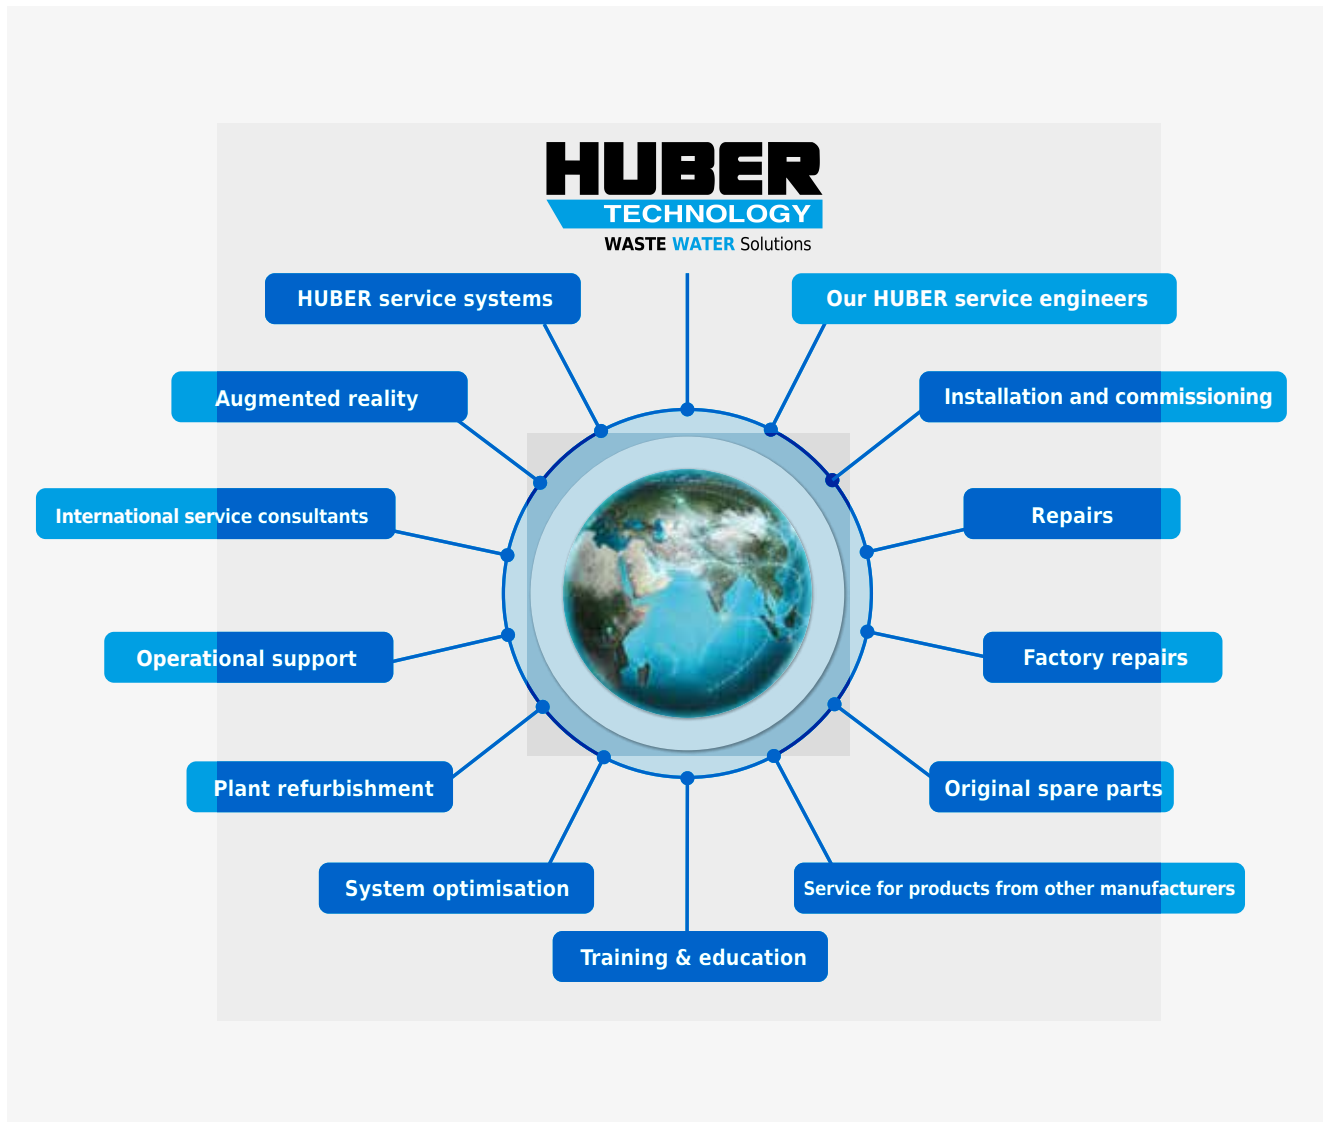 HUBER
TECHNOLOGY
WASTE WATER Solutions
HUBER service systems
Our HUBER service engineers
Augmented reality
Installation and commissioning
International service consultants
Repairs
Operational support
Factory repairs
Plant refurbishment
Original spare parts
System optimisation
Service for products from other manufacturers
Training & education